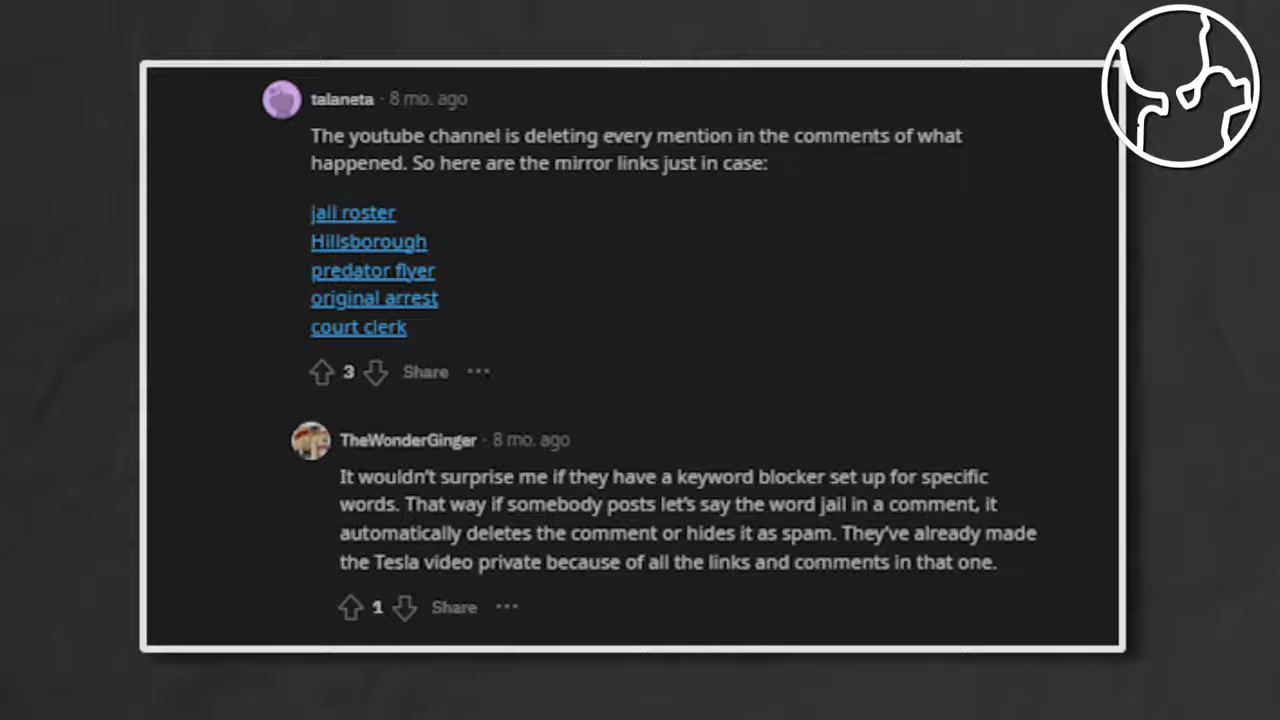 talaneta · 8 mo. ago
The youtube channel is deleting every mention in the comments of what
happened. So here are the mirror links just in case:
jail roster
Hillsborough
predator flyer
original arrest
court clerk
3 Share ···
TheWonderGinger · 8 mo. ago
It wouldn't surprise me if they have a keyword blocker set up for specific
words. That way if somebody posts let's say the word jail in a comment, it
automatically deletes the comment or hides it as spam. They've already made
the Tesla video private because of all the links and comments in that one.
1 Share ···